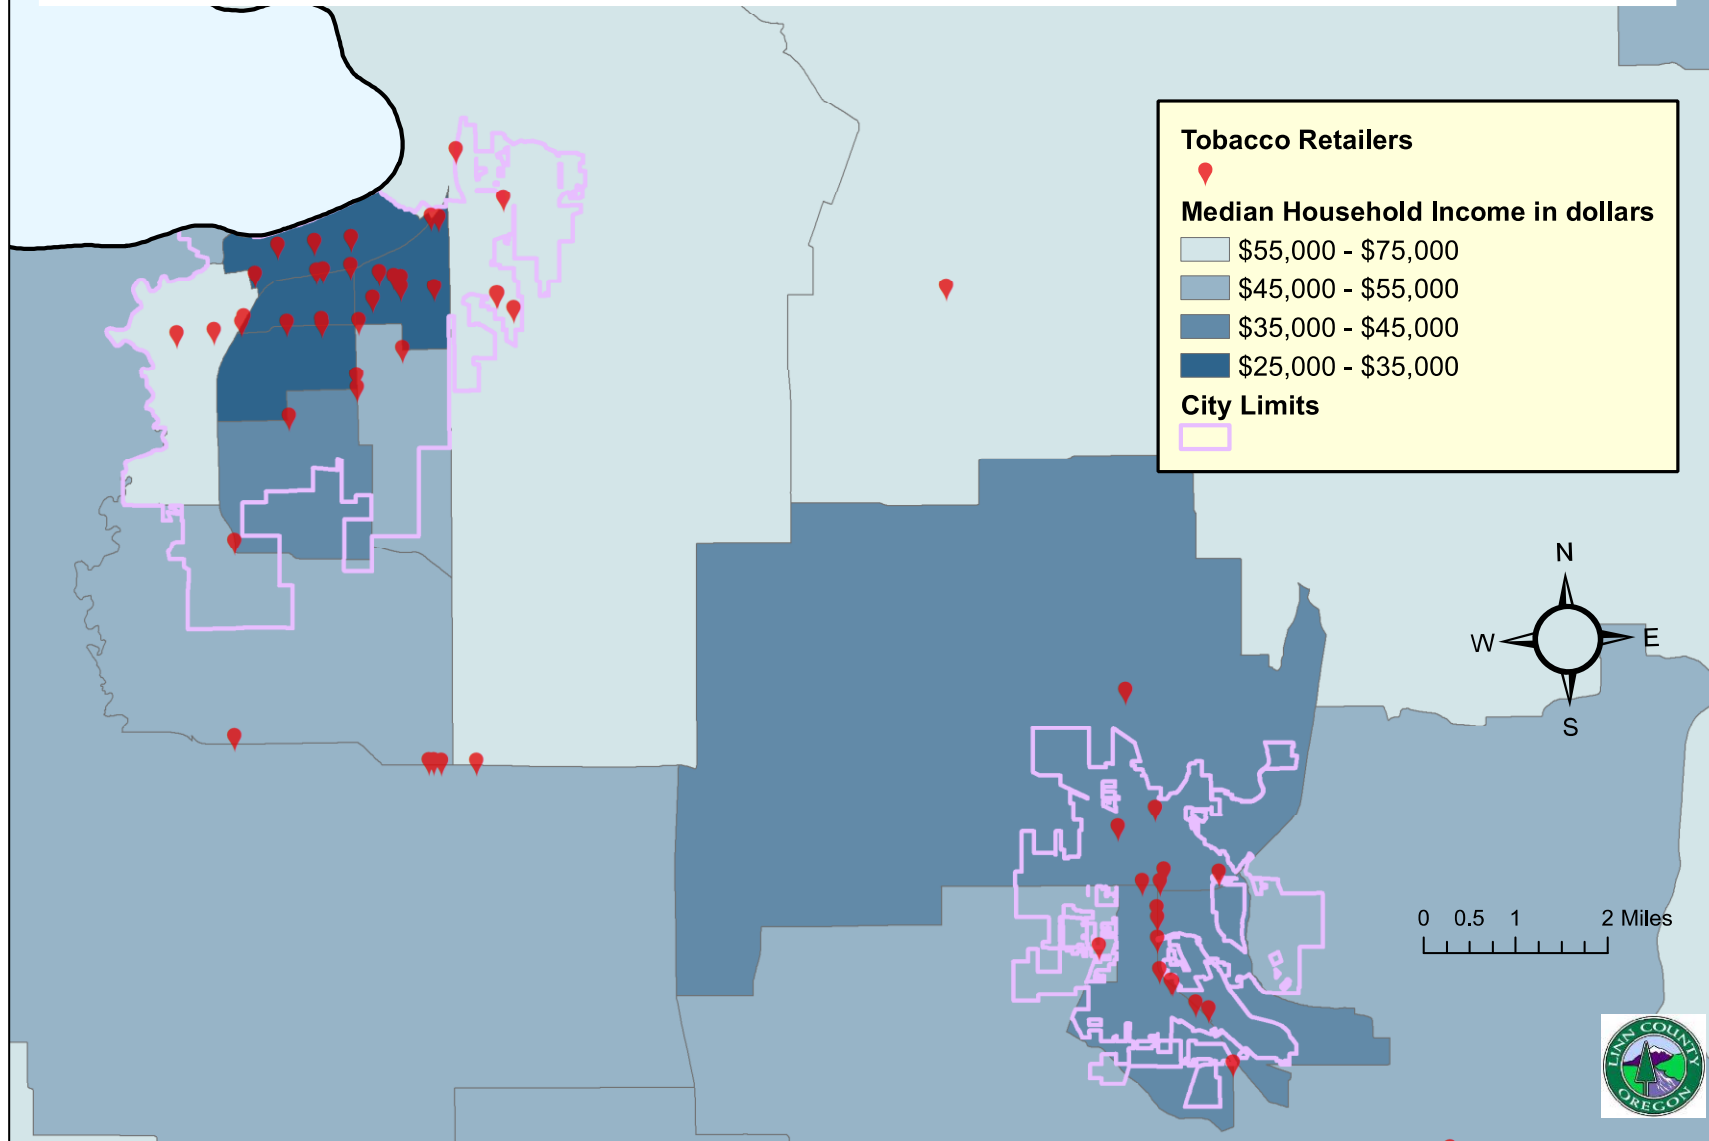 Tobacco Retailers
Median Household Income in dollars
$55,000 - $75,000
$45,000 - $55,000
$35,000 - $45,000
$25,000 - $35,000
City Limits
N
W E
S
0 0.5 1 2 Miles
LINN COUNTY
OREGON